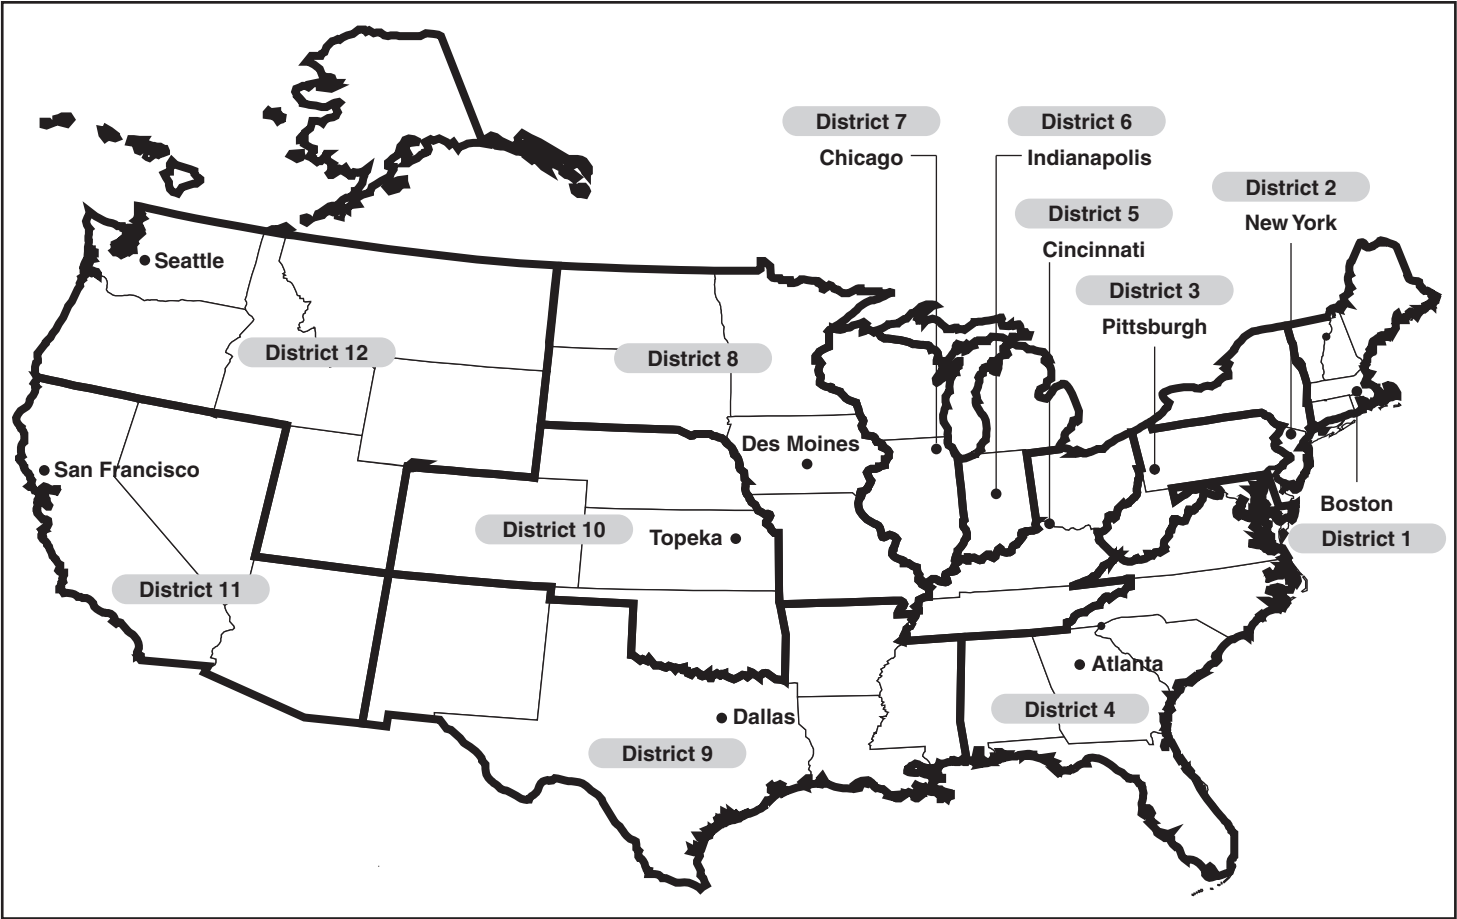 District 7
Chicago
District 6
Indianapolis
District 2
New York
District 5
Cincinnati
District 3
Pittsburgh
Seattle
District 12
District 8
Des Moines
San Francisco
Boston
District 1
District 10
Topeka
District 11
Atlanta
District 4
Dallas
District 9